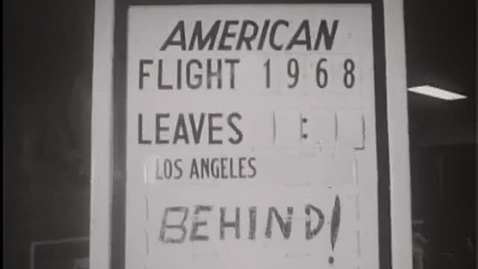 AMERICAN
FLIGHT 1968
LEAVES :
LOS ANGELES
BEHIND!